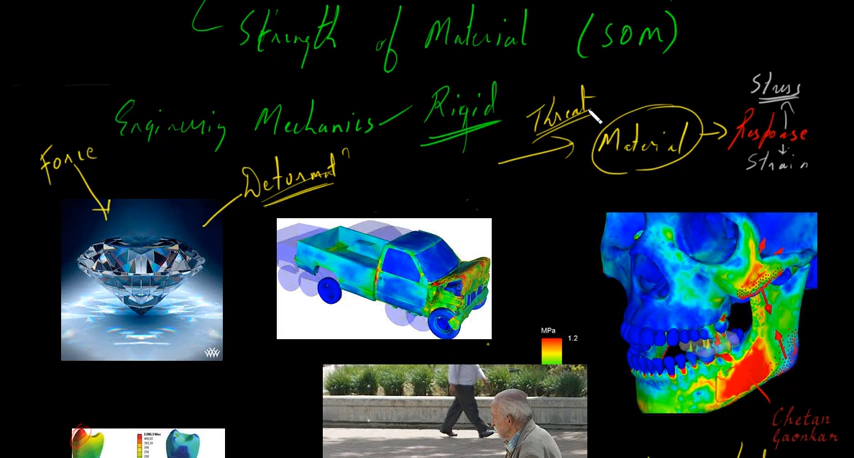 Strength of Material (SOM)
Engineering Mechanics Rigid
Threat
Material
Stress
Response
Strain
Force
Deformatn
MPa
1.2
Chetan
Gaonkar